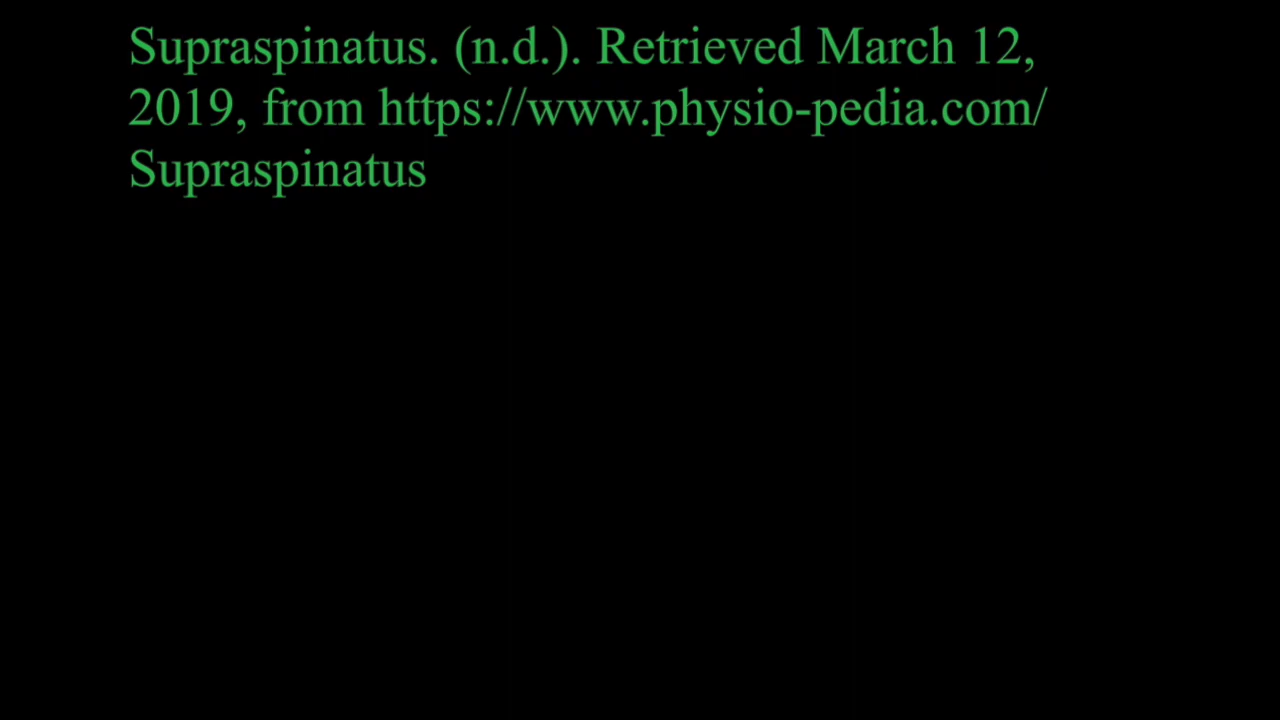 Supraspinatus. (n.d.). Retrieved March 12,
2019, from https://www.physio-pedia.com/
Supraspinatus